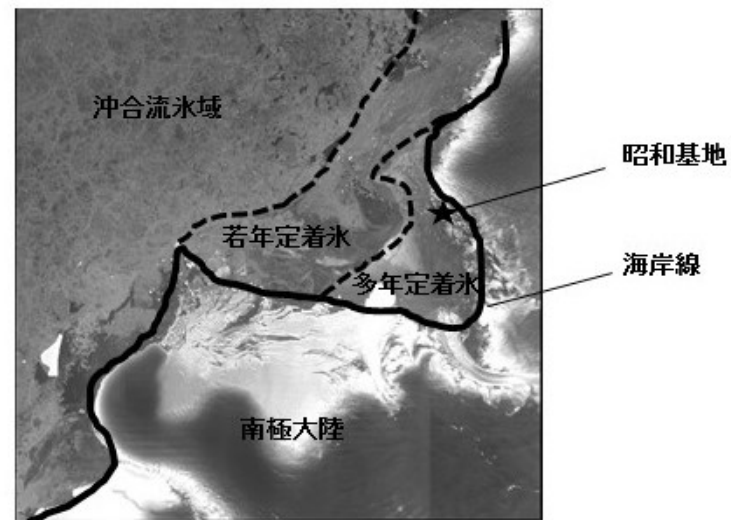 沖合流氷域
昭和基地
若年定着氷
海岸線
多年定着氷
南極大陸